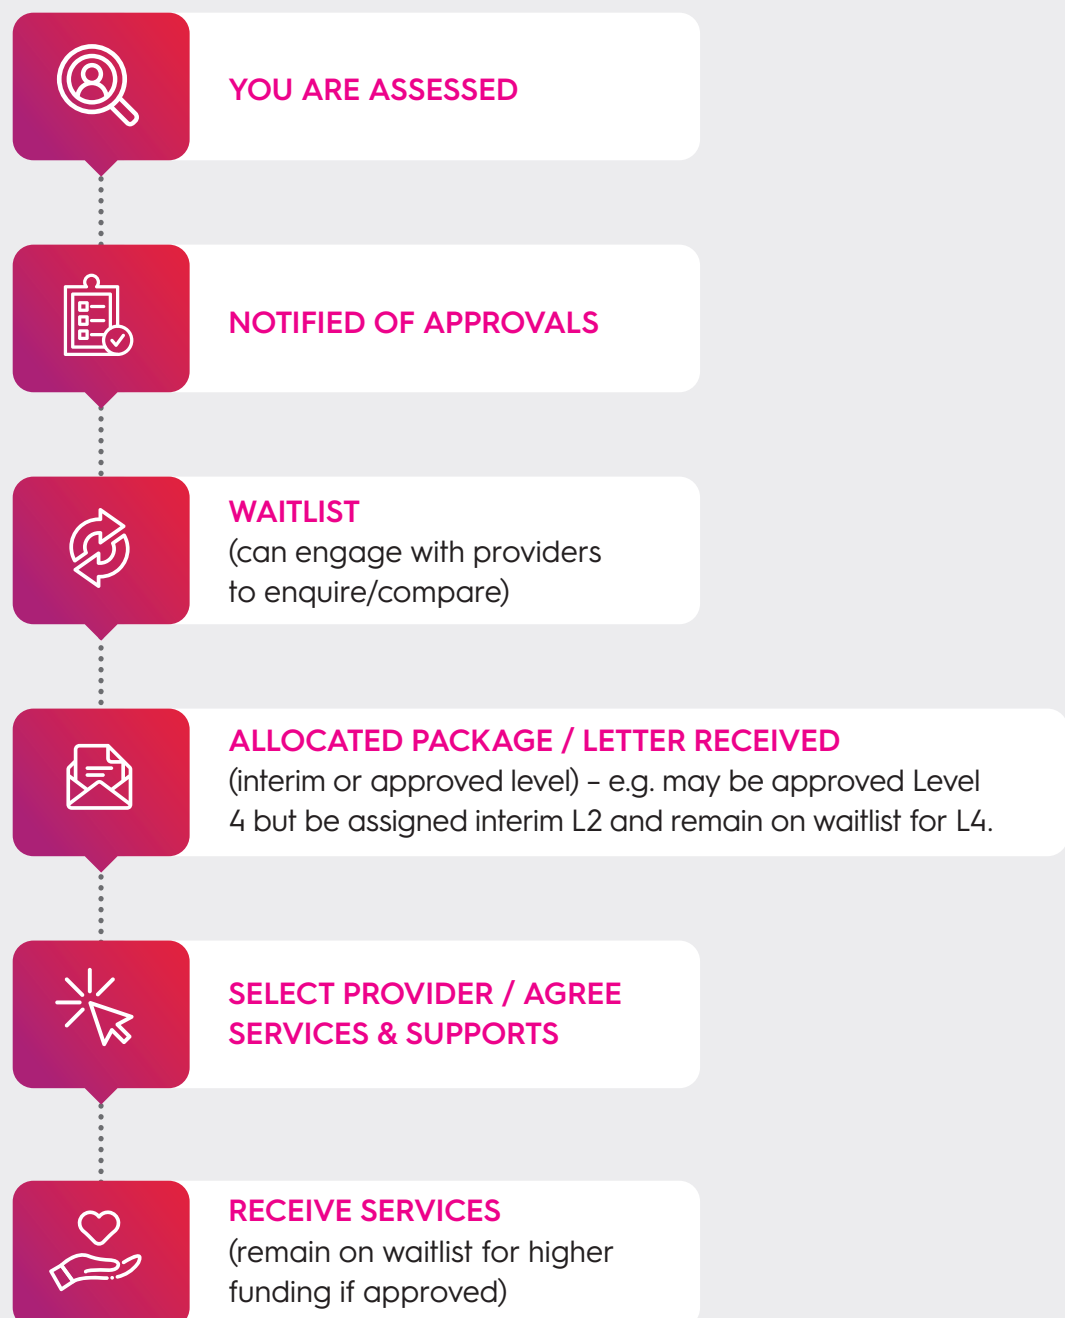 YOU ARE ASSESSED
NOTIFIED OF APPROVALS
WAITLIST
(can engage with providers
to enquire/compare)
ALLOCATED PACKAGE / LETTER RECEIVED
(interim or approved level) – e.g. may be approved Level
4 but be assigned interim L2 and remain on waitlist for L4.
SELECT PROVIDER / AGREE
SERVICES & SUPPORTS
RECEIVE SERVICES
(remain on waitlist for higher
funding if approved)